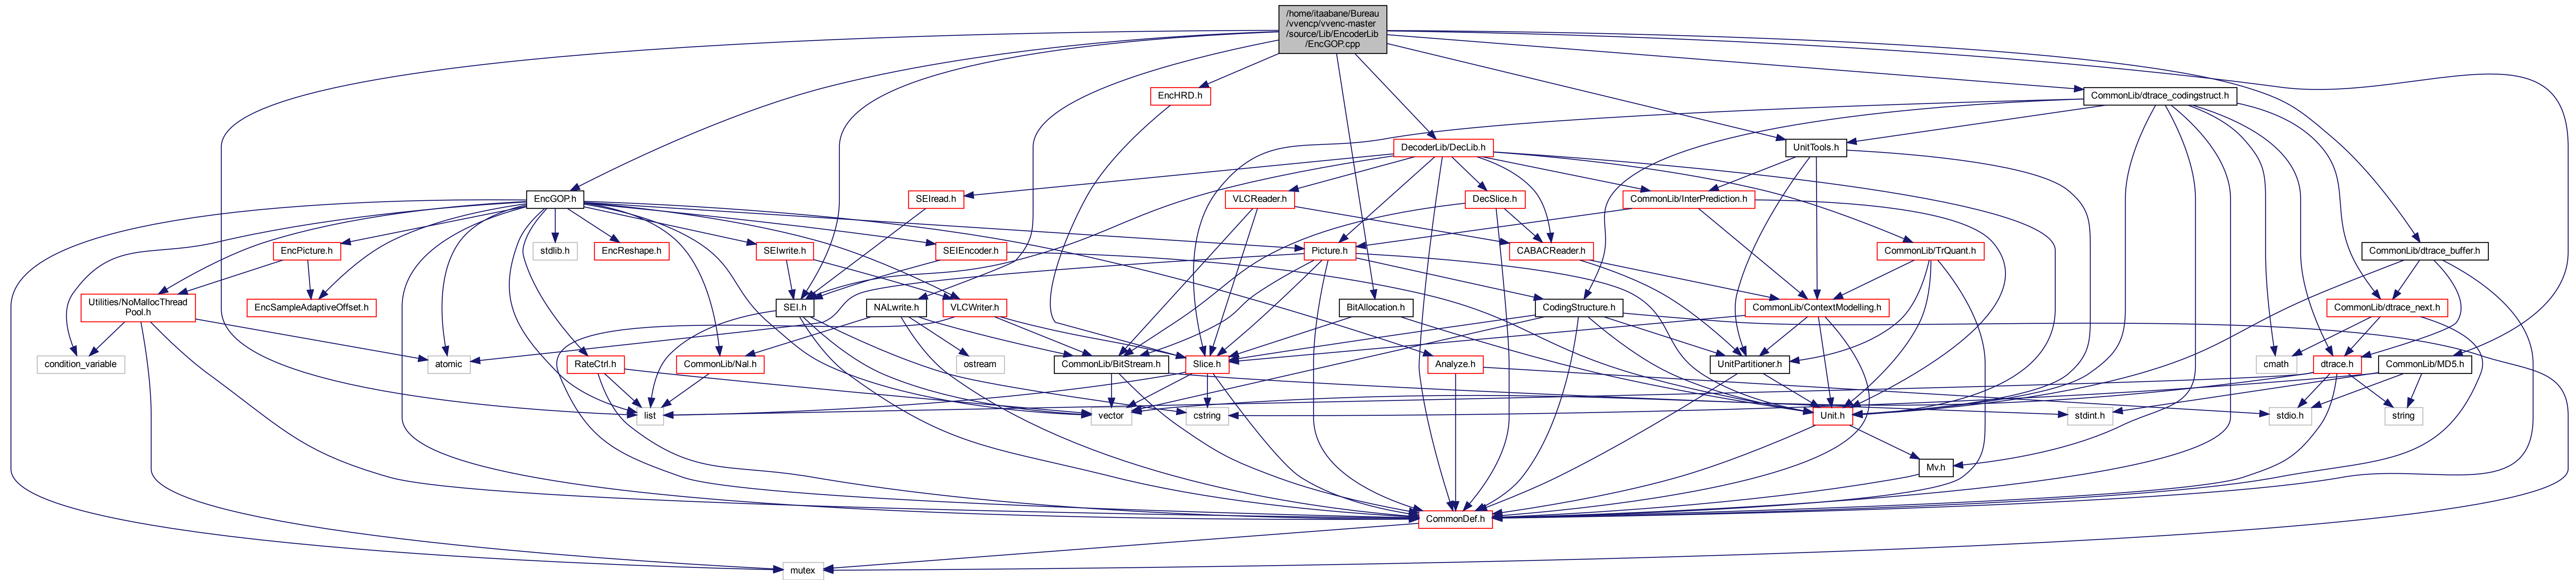 /home/itaabane/Bureau
/vvencp/vvenc-master
/source/Lib/EncoderLib
/EncGOP.cpp
EncHRD.h
CommonLib/dtrace_codingstruct.h
DecoderLib/DecLib.h
UnitTools.h
EncGOP.h
SEIread.h
VLCReader.h
DecSlice.h
CommonLib/InterPrediction.h
EncPicture.h
stdlib.h
EncReshape.h
SEIwrite.h
SEIEncoder.h
Picture.h
CABACReader.h
CommonLib/TrQuant.h
CommonLib/dtrace_buffer.h
Utilities/NoMallocThread
Pool.h
EncSampleAdaptiveOffset.h
SEI.h
NALwrite.h
VLCWriter.h
BitAllocation.h
CodingStructure.h
CommonLib/ContextModelling.h
CommonLib/dtrace_next.h
condition_variable
atomic
RateCtrl.h
CommonLib/Nal.h
ostream
CommonLib/BitStream.h
Slice.h
Analyze.h
UnitPartitioner.h
cmath
dtrace.h
CommonLib/MD5.h
list
vector
cstring
Unit.h
stdint.h
stdio.h
string
Mv.h
CommonDef.h
mutex